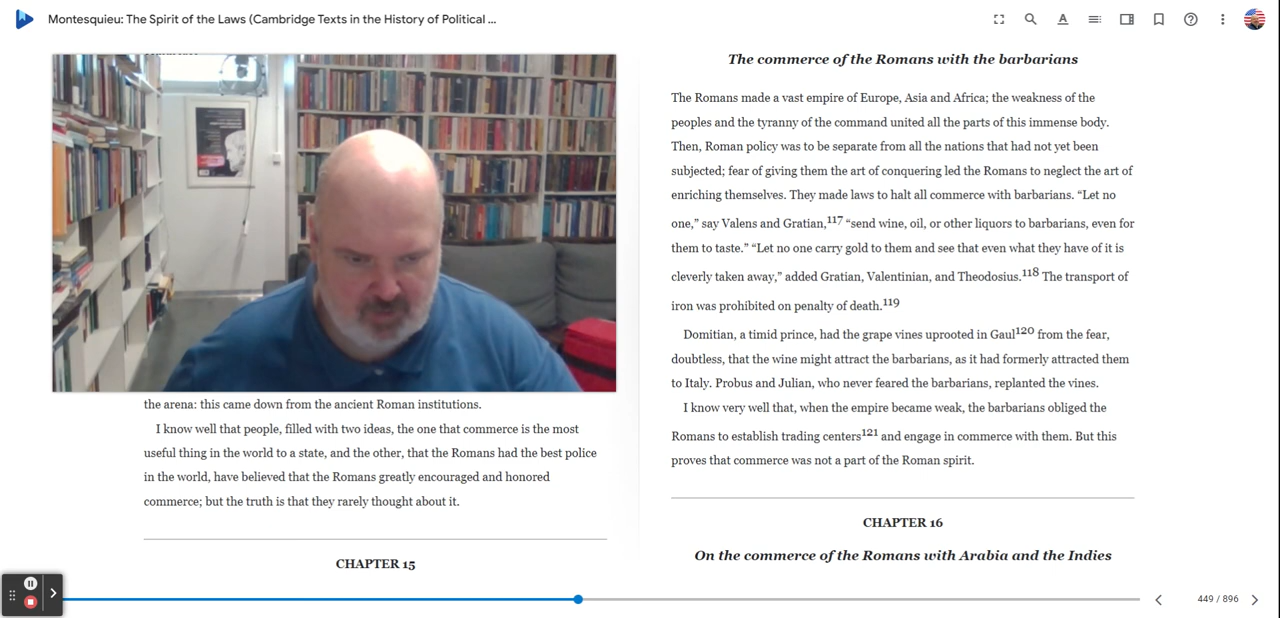 Montesquieu: The Spirit of the Laws (Cambridge Texts in the History of Political ...
the arena: this came down from the ancient Roman institutions.
I know well that people, filled with two ideas, the one that commerce is the most
useful thing in the world to a state, and the other, that the Romans had the best police
in the world, have believed that the Romans greatly encouraged and honored
commerce; but the truth is that they rarely thought about it.
CHAPTER 15
The commerce of the Romans with the barbarians
The Romans made a vast empire of Europe, Asia and Africa; the weakness of the
peoples and the tyranny of the command united all the parts of this immense body.
Then, Roman policy was to be separate from all the nations that had not yet been
subjected; fear of giving them the art of conquering led the Romans to neglect the art of
enriching themselves. They made laws to halt all commerce with barbarians. “Let no
one,” say Valens and Gratian,117 “send wine, oil, or other liquors to barbarians, even for
them to taste.” “Let no one carry gold to them and see that even what they have of it is
cleverly taken away,” added Gratian, Valentinian, and Theodosius.118 The transport of
iron was prohibited on penalty of death.119
Domitian, a timid prince, had the grape vines uprooted in Gaul120 from the fear,
doubtless, that the wine might attract the barbarians, as it had formerly attracted them
to Italy. Probus and Julian, who never feared the barbarians, replanted the vines.
I know very well that, when the empire became weak, the barbarians obliged the
Romans to establish trading centers121 and engage in commerce with them. But this
proves that commerce was not a part of the Roman spirit.
CHAPTER 16
On the commerce of the Romans with Arabia and the Indies
449 / 896